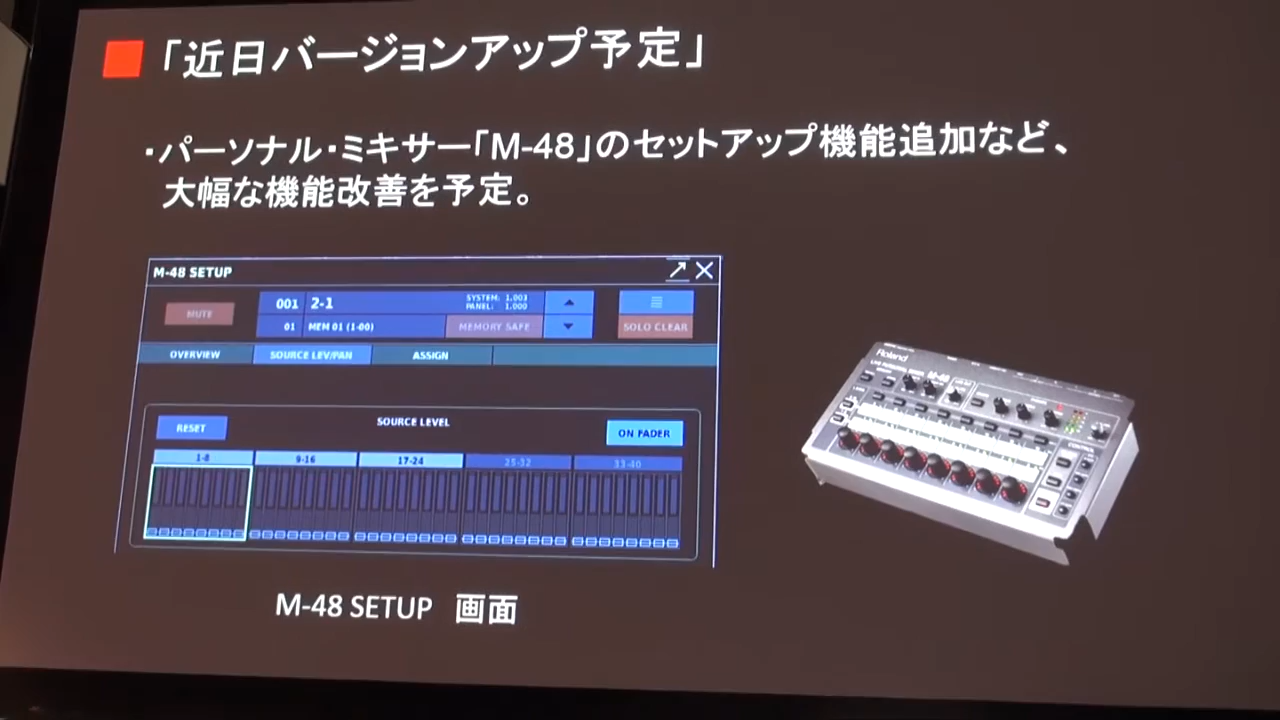 「近日バージョンアップ予定」
・パーソナル・ミキサー「M-48」のセットアップ機能追加など、
大幅な機能改善を予定。
M-48 SETUP
MUTE
001 2-1
SYSTEM: 1.003
PANEL: 1.000
01 MEM 01 (1-00)
MEMORY SAFE
SOLO CLEAR
OVERVIEW SOURCE LEV/PAN ASSIGN
RESET
SOURCE LEVEL
ON FADER
1-8 9-16 17-24 25-32 33-40
Roland
M-48
M-48 SETUP 画面